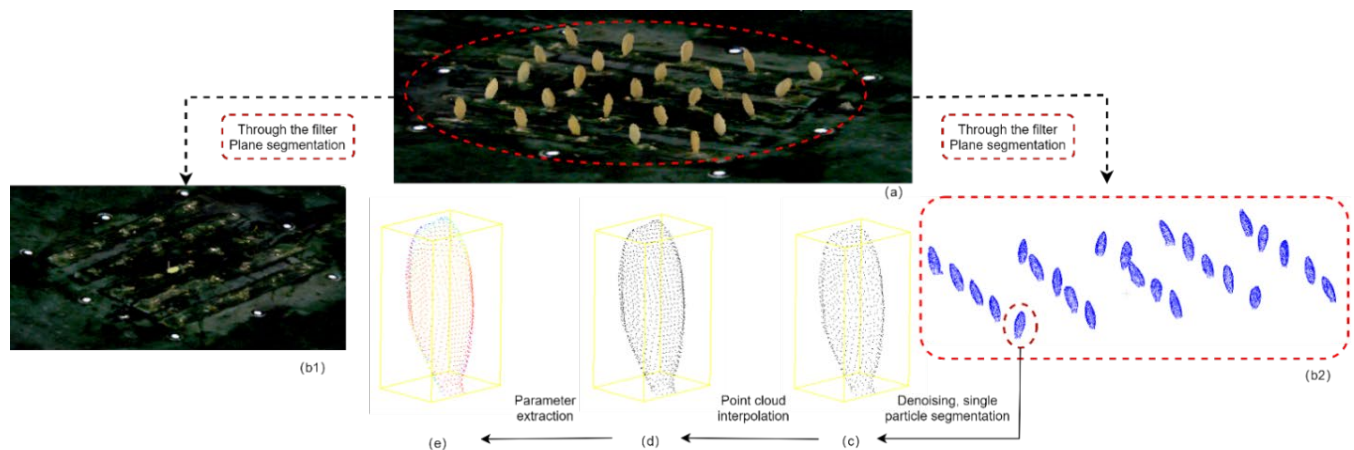 Through the filter
Plane segmentation
Through the filter
Plane segmentation
(a)
(b1)
(b2)
Parameter
extraction
Point cloud
interpolation
Denoising, single
particle segmentation
(e)
(d)
(c)